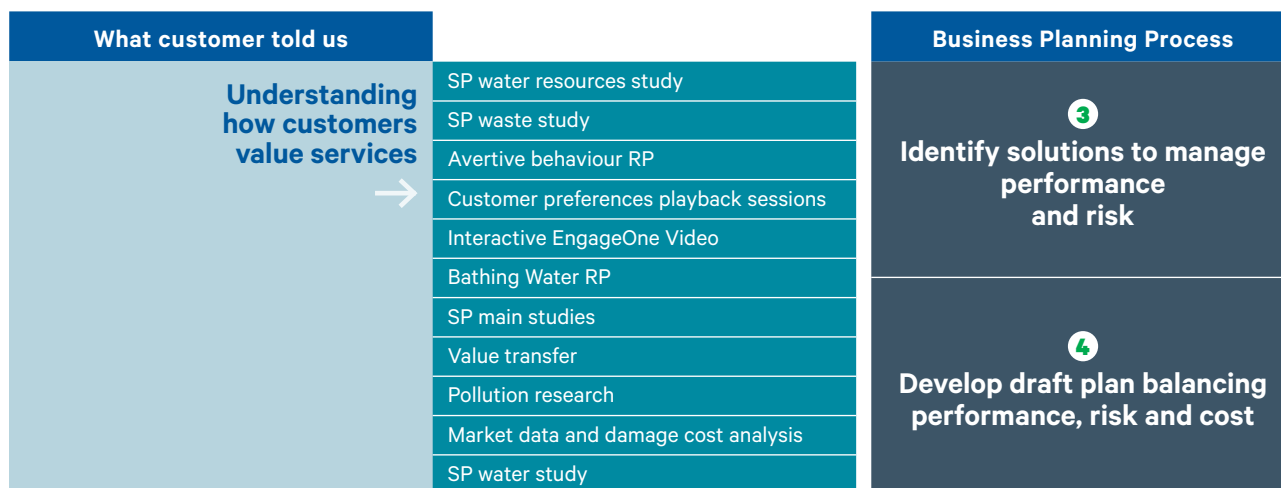 What customer told us
Understanding
how customers
value services
SP water resources study
SP waste study
Avertive behaviour RP
Customer preferences playback sessions
Interactive EngageOne Video
Bathing Water RP
SP main studies
Value transfer
Pollution research
Market data and damage cost analysis
SP water study
Business Planning Process
3
Identify solutions to manage
performance
and risk
4
Develop draft plan balancing
performance, risk and cost